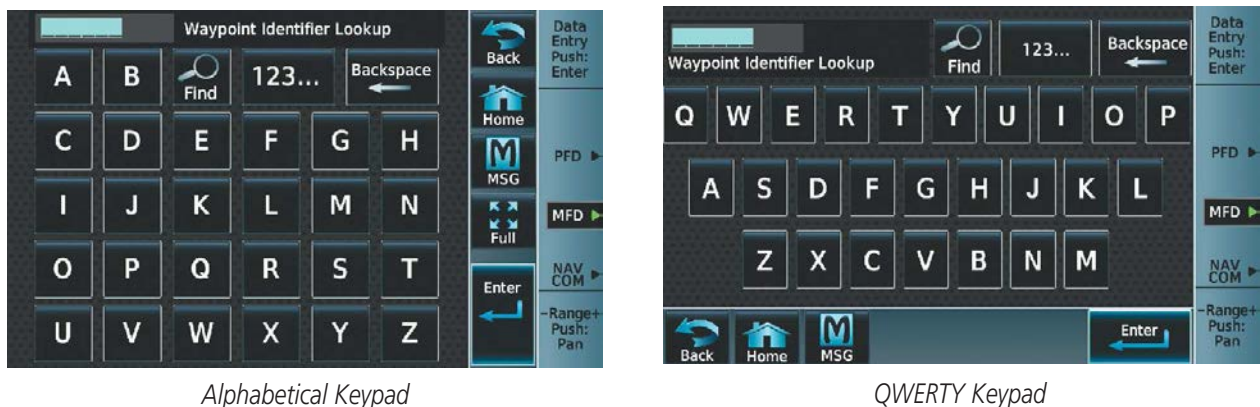 Waypoint Identifier Lookup
A B Find 123... Backspace
C D E F G H
I J K L M N
O P Q R S T
U V W X Y Z
Back
Home
MSG
Full
Enter
Data
Entry
Push:
Enter
PFD
MFD
NAV
COM
-Range+
Push:
Pan
Alphabetical Keypad
Waypoint Identifier Lookup
Find 123... Backspace
Q W E R T Y U I O P
A S D F G H J K L
Z X C V B N M
Back Home MSG Enter
Data
Entry
Push:
Enter
PFD
MFD
NAV
COM
-Range+
Push:
Pan
QWERTY Keypad